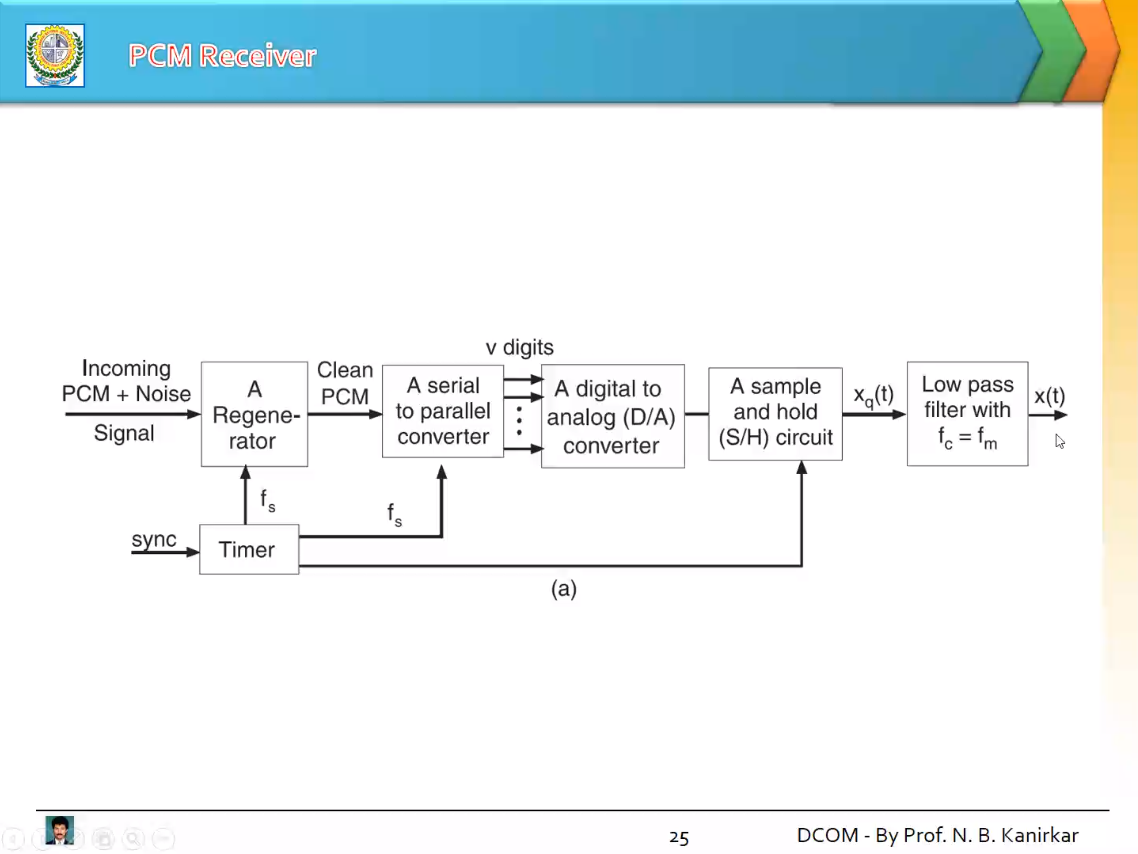 PCM Receiver
v digits
Incoming
PCM + Noise
Signal
A
Regene-
rator
Clean
PCM
A serial
to parallel
converter
A digital to
analog (D/A)
converter
A sample
and hold
(S/H) circuit
xq(t)
Low pass
filter with
fc = fm
x(t)
fs
fs
sync
Timer
(a)
25
DCOM - By Prof. N. B. Kanirkar